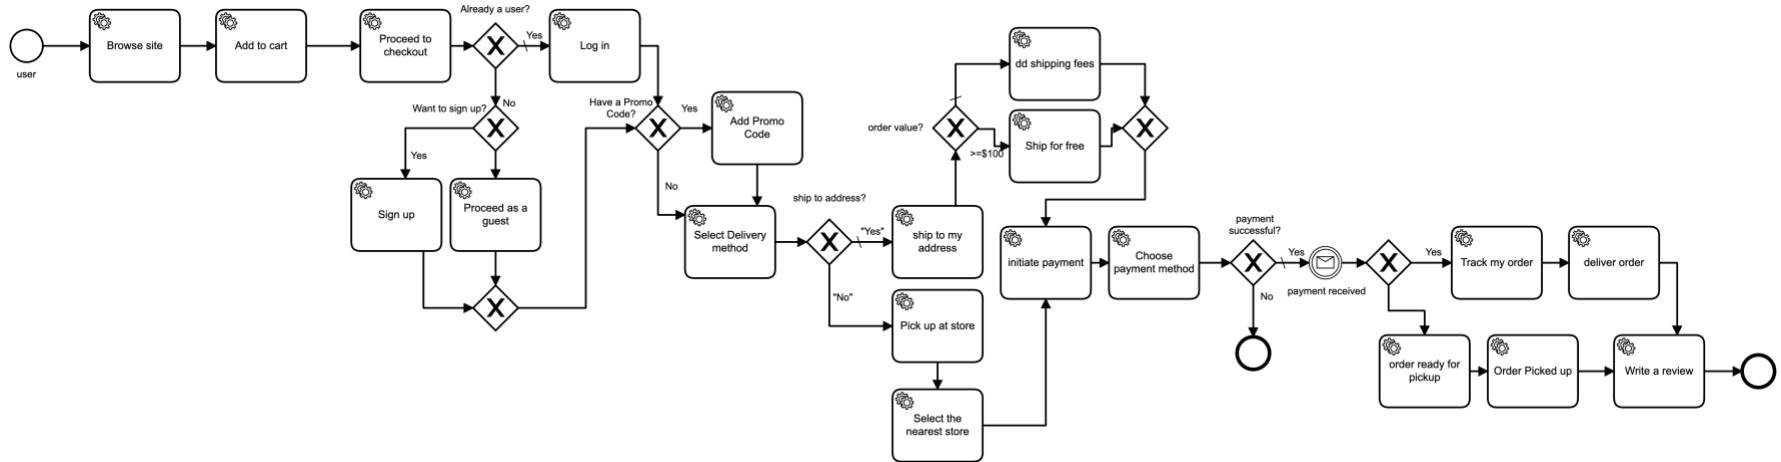 Already a user?
Yes
Browse site
Add to cart
Proceed to
checkout
Log in
user
No
Want to sign up?
Yes
Sign up
Proceed as a
guest
Have a Promo
Code?
Yes
Add Promo
Code
No
Select Delivery
method
ship to address?
"Yes"
ship to my
address
"No"
Pick up at store
Select the
nearest store
order value?
dd shipping fees
>=$100
Ship for free
initiate payment
Choose
payment method
payment
successful?
Yes
No
payment received
Yes
Track my order
deliver order
order ready for
pickup
Order Picked up
Write a review